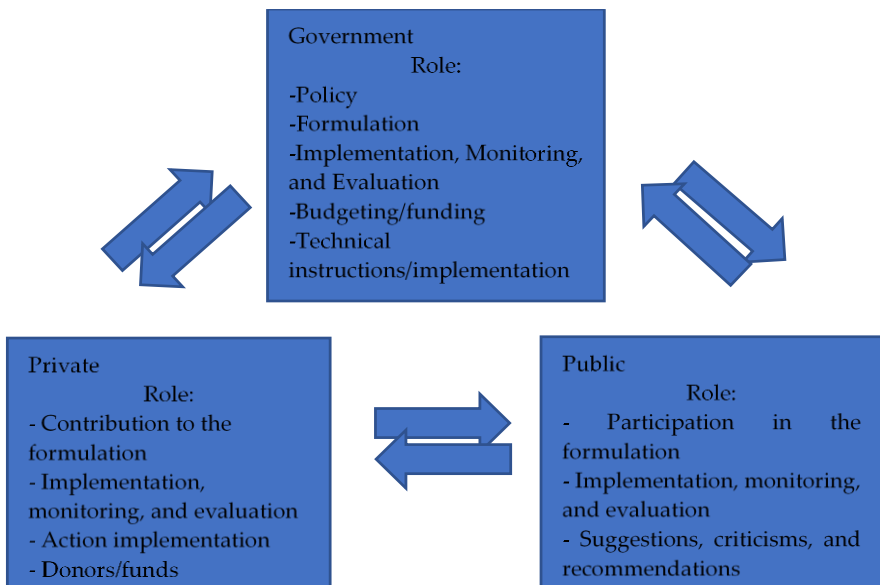 Government
Role:
-Policy
-Formulation
-Implementation, Monitoring,
and Evaluation
-Budgeting/funding
-Technical
instructions/implementation
Private
Role:
- Contribution to the
formulation
- Implementation,
monitoring, and evaluation
- Action implementation
- Donors/funds
Public
Role:
- Participation in the
formulation
- Implementation, monitoring,
and evaluation
- Suggestions, criticisms, and
recommendations